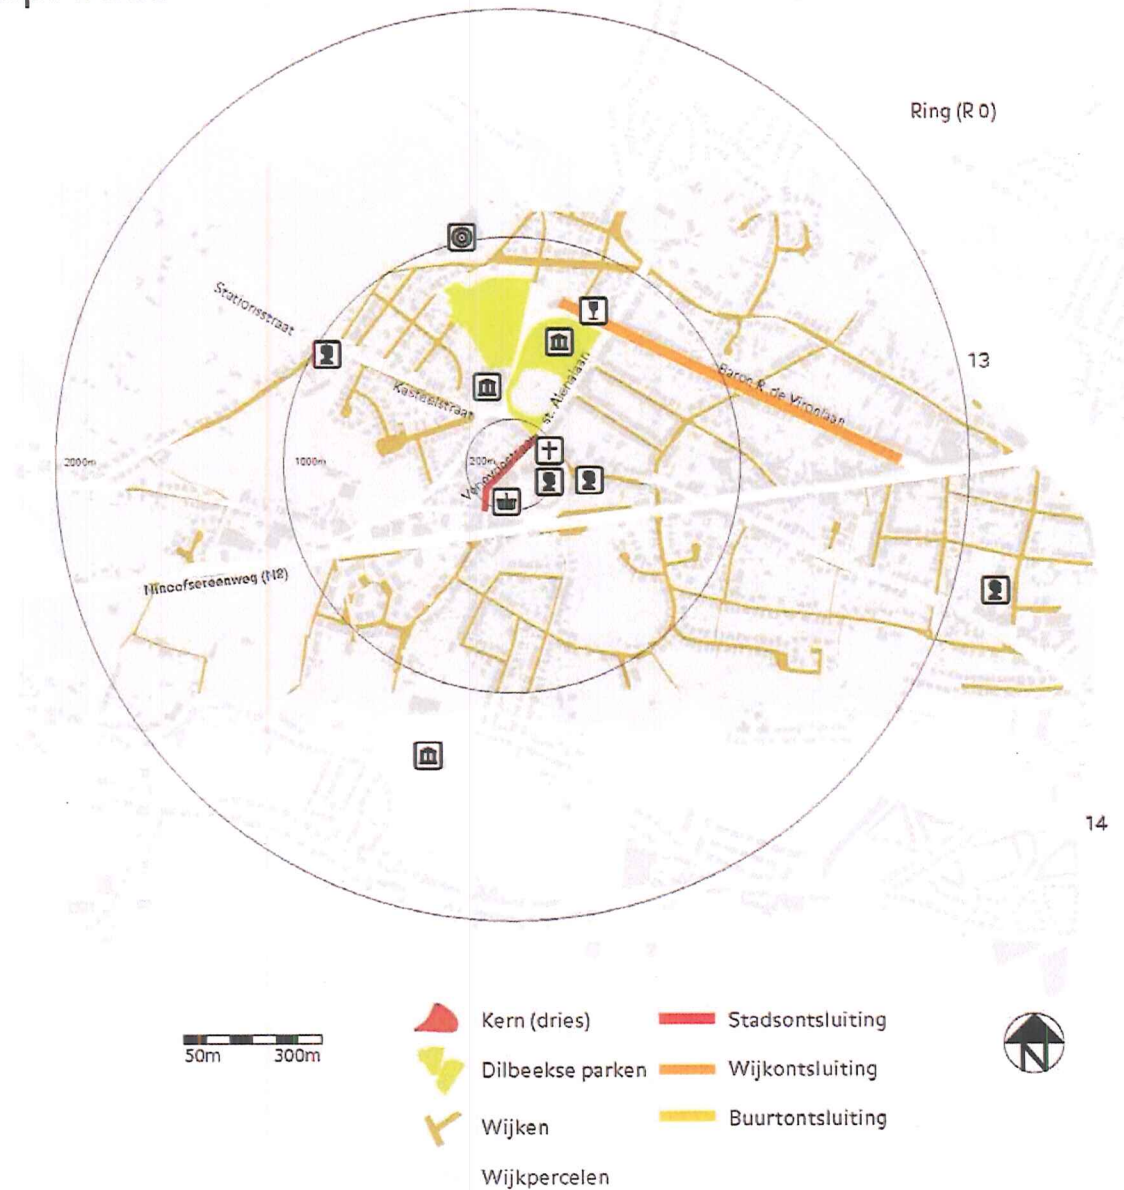 Ring (R 0)
Stationsstraat
13
Kasteelstraat
st. Alenalaan
Baron R. de Vironlaan
2000m
1000m
200m
Ninoofsereenweg (N8)
14
Kern (dries)
Stadsontsluiting
50m
300m
N
Dilbeekse parken
Wijkontsluiting
Wijken
Buurtontsluiting
Wijkpercelen